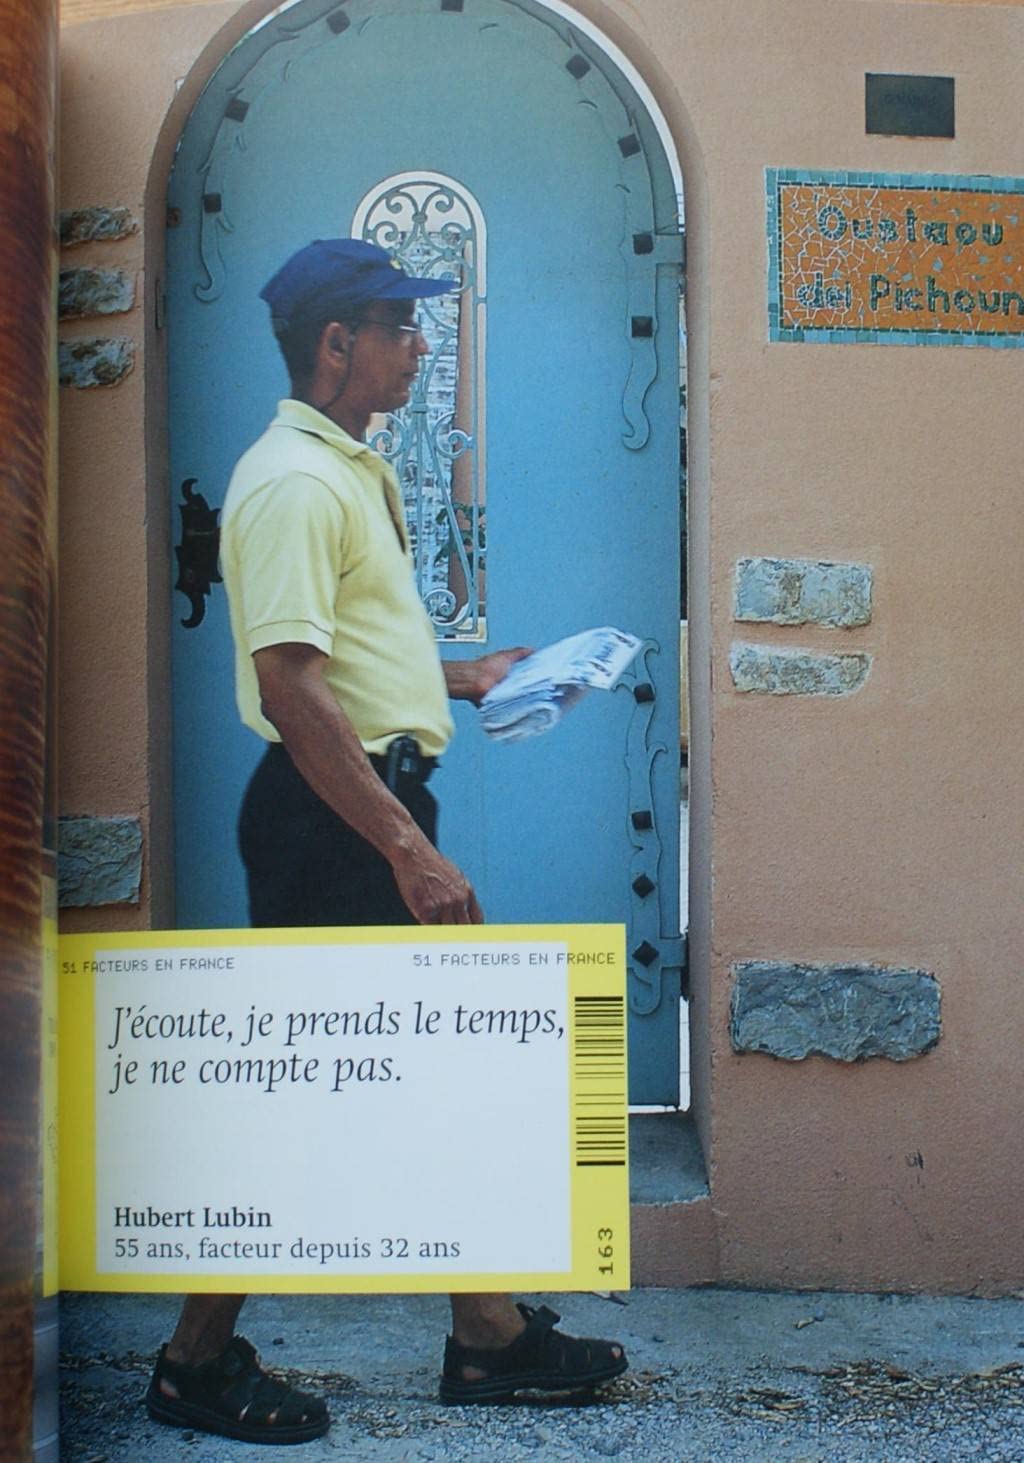 Oustaou
dei Pichoun
51 FACTEURS EN FRANCE
51 FACTEURS EN FRANCE
J'écoute, je prends le temps,
je ne compte pas.
Hubert Lubin
55 ans, facteur depuis 32 ans
163